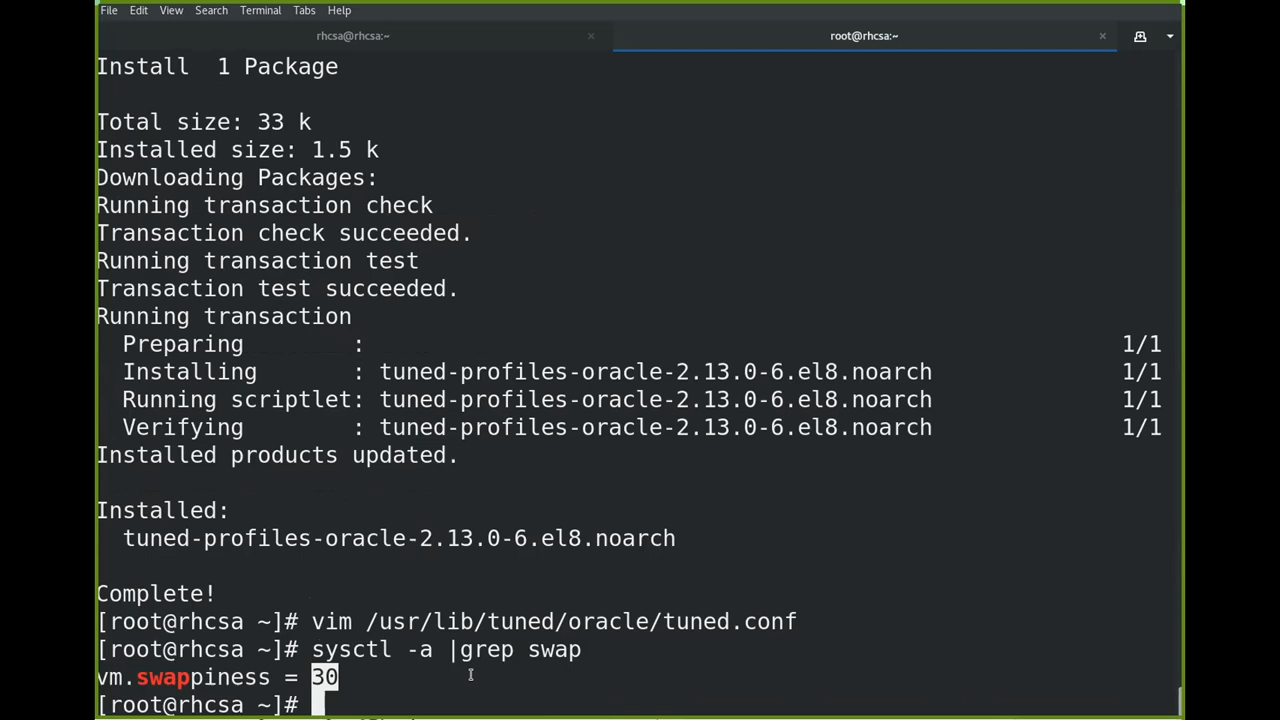 File Edit View Search Terminal Tabs Help
rhcsa@rhcsa:~ × root@rhcsa:~ ×
Install  1 Package
Total size: 33 k
Installed size: 1.5 k
Downloading Packages:
Running transaction check
Transaction check succeeded.
Running transaction test
Transaction test succeeded.
Running transaction
  Preparing        :                                                         1/1
  Installing       : tuned-profiles-oracle-2.13.0-6.el8.noarch               1/1
  Running scriptlet: tuned-profiles-oracle-2.13.0-6.el8.noarch               1/1
  Verifying        : tuned-profiles-oracle-2.13.0-6.el8.noarch               1/1
Installed products updated.
Installed:
  tuned-profiles-oracle-2.13.0-6.el8.noarch
Complete!
[root@rhcsa ~]# vim /usr/lib/tuned/oracle/tuned.conf
[root@rhcsa ~]# sysctl -a |grep swap
vm.swappiness = 30
[root@rhcsa ~]#